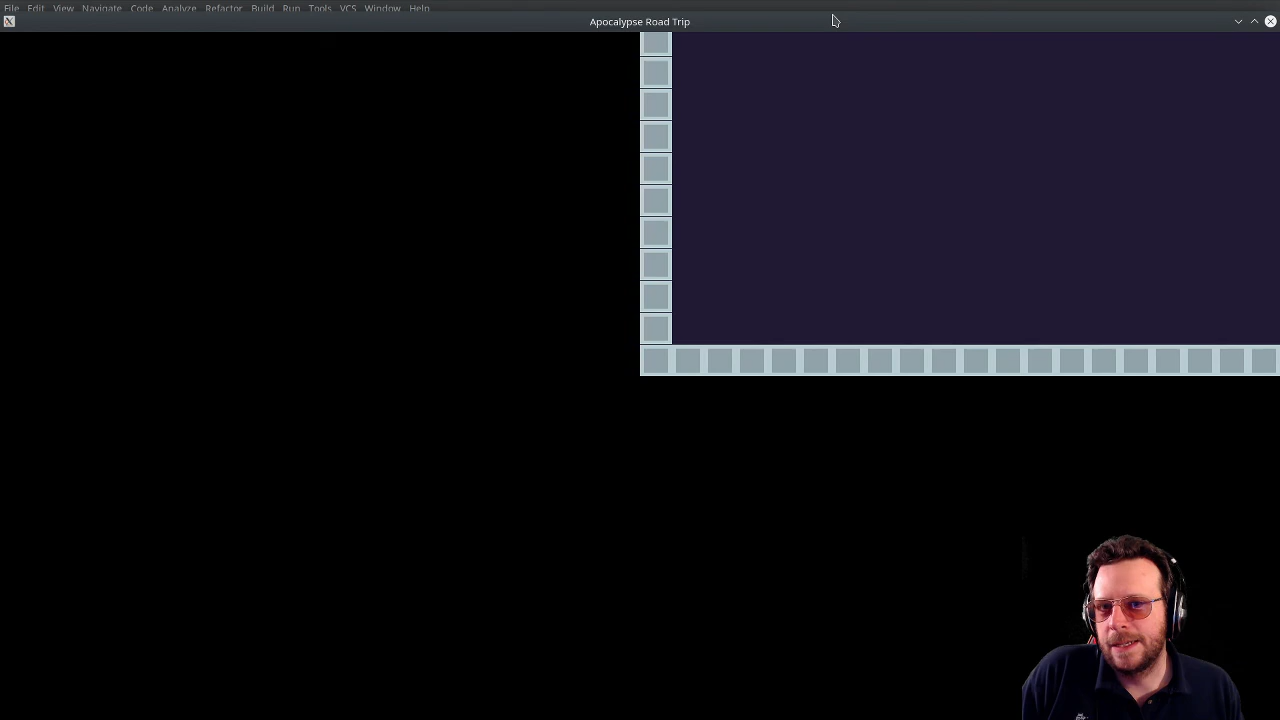 File Edit View Navigate Code Analyze Refactor Build Run Tools VCS Window Help
Apocalypse Road Trip